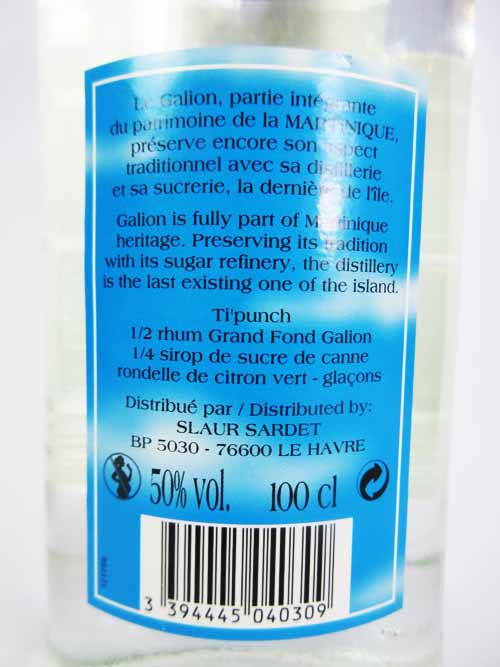 Le Galion, partie intégrante
du patrimoine de la MARTINIQUE,
préserve encore son aspect
traditionnel avec sa distillerie
et sa sucrerie, la dernière de l'île.
Galion is fully part of Martinique
heritage. Preserving its tradition
with its sugar refinery, the distillery
is the last existing one of the island.
Ti'punch
1/2 rhum Grand Fond Galion
1/4 sirop de sucre de canne
rondelle de citron vert - glaçons
Distribué par / Distributed by:
SLAUR SARDET
BP 5030 - 76600 LE HAVRE
50% vol. 100 cl
3 394445 040309